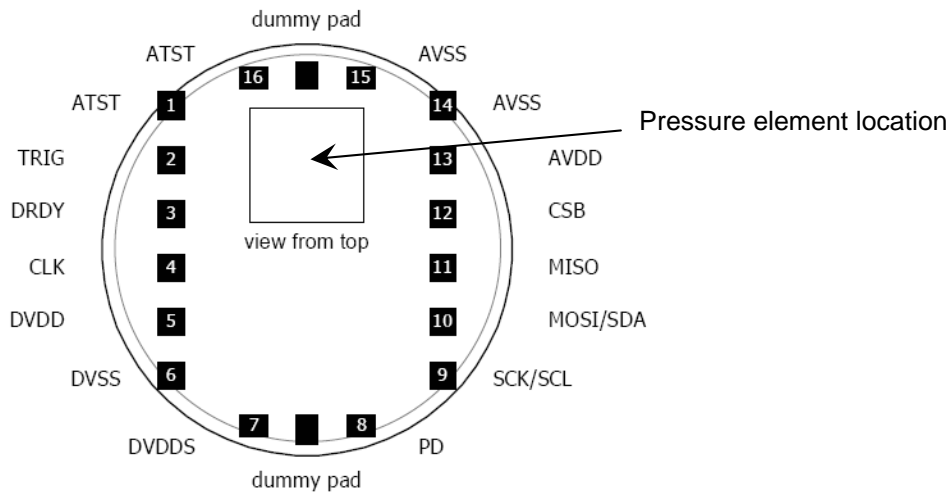 dummy pad
ATST
AVSS
16
15
ATST
1
14
AVSS
Pressure element location
TRIG
2
13
AVDD
DRDY
3
12
CSB
view from top
CLK
4
11
MISO
DVDD
5
10
MOSI/SDA
DVSS
6
9
SCK/SCL
7
8
DVDDS
PD
dummy pad